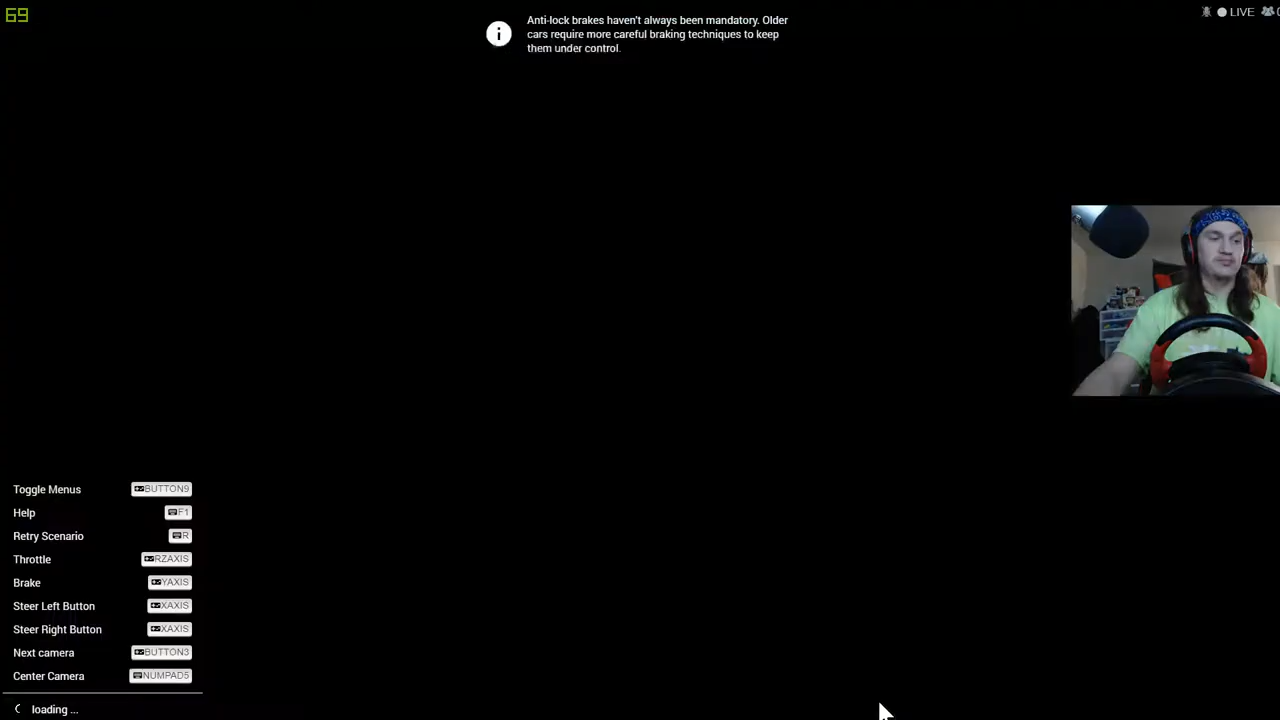 69
Anti-lock brakes haven't always been mandatory. Older
cars require more careful braking techniques to keep
them under control.
LIVE
Toggle Menus BUTTON9
Help F1
Retry Scenario R
Throttle RZAXIS
Brake YAXIS
Steer Left Button XAXIS
Steer Right Button XAXIS
Next camera BUTTON3
Center Camera NUMPAD5
loading ...